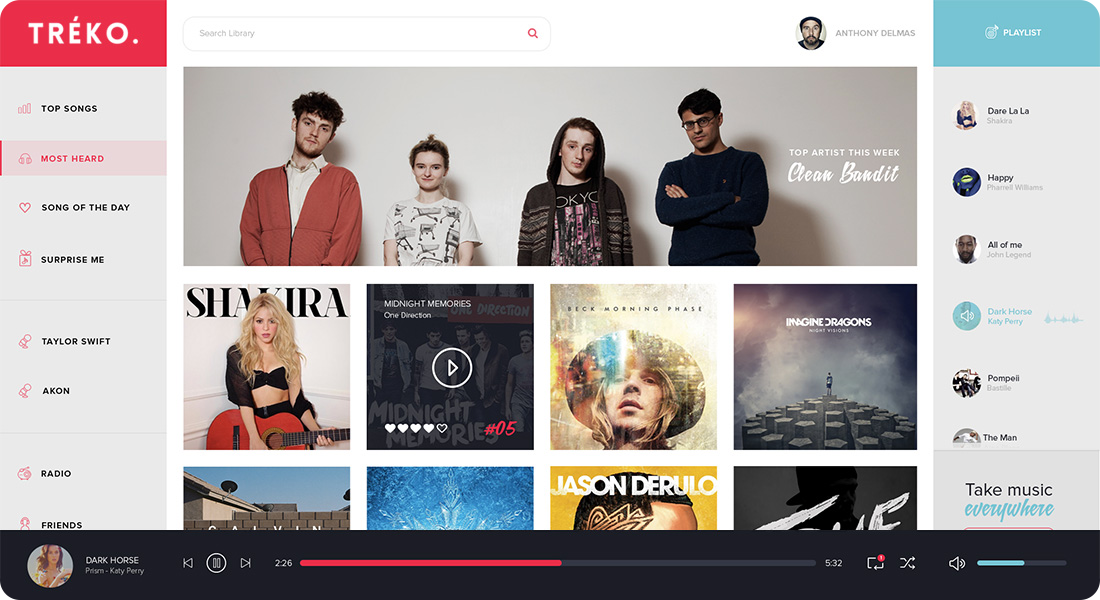 TRÉKO.
Search Library
ANTHONY DELMAS
PLAYLIST
TOP SONGS
MOST HEARD
SONG OF THE DAY
SURPRISE ME
TAYLOR SWIFT
AKON
RADIO
FRIENDS
TOP ARTIST THIS WEEK
Clean Bandit
TOKYO
SHAKIRA
MIDNIGHT MEMORIES
One Direction
ONE DIRECTION
MIDNIGHT
MEMORIES
#05
BECK MORNING PHASE
IMAGINE DRAGONS
NIGHT VISIONS
JASON DERULO
Dare La La
Shakira
Happy
Pharrell Williams
All of me
John Legend
Dark Horse
Katy Perry
Pompeii
Bastille
The Man
Take music
everywhere
DARK HORSE
Prism - Katy Perry
2:26
5:32
1